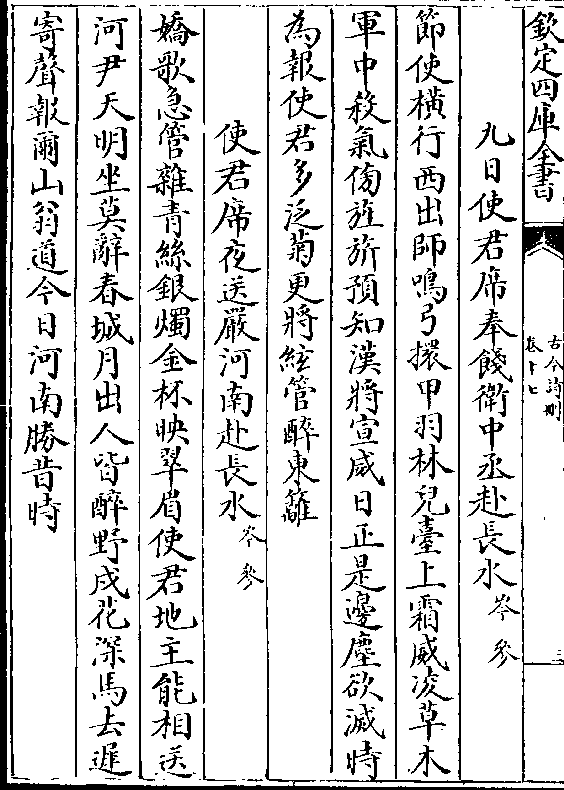 欽定四庫全書
古今詩刪
卷十七
三
九日使君席奉餞衛中丞赴長水岑參
節使橫行西出師鳴弓擐甲羽林兒臺上霜威凌草木
軍中殺氣傍旌旂預知漢將宣威日正是邊塵欲滅時
為報使君多泛菊更將絃管醉東籬
使君席夜送嚴河南赴長水岑參
嬌歌急管雜青絲銀燭金杯映翠眉使君地主能相送
河尹天明坐莫辭春城月出人皆醉野戍花深馬去遲
寄聲報爾山翁道今日河南勝昔時